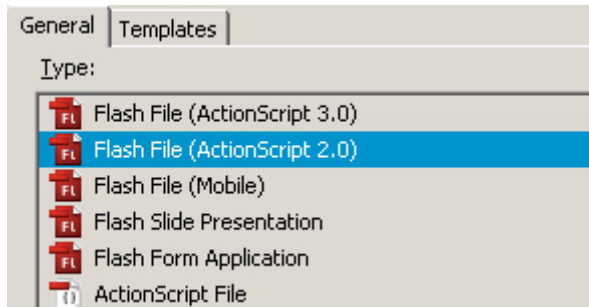 General Templates
Type:
Flash File (ActionScript 3.0)
Flash File (ActionScript 2.0)
Flash File (Mobile)
Flash Slide Presentation
Flash Form Application
ActionScript File